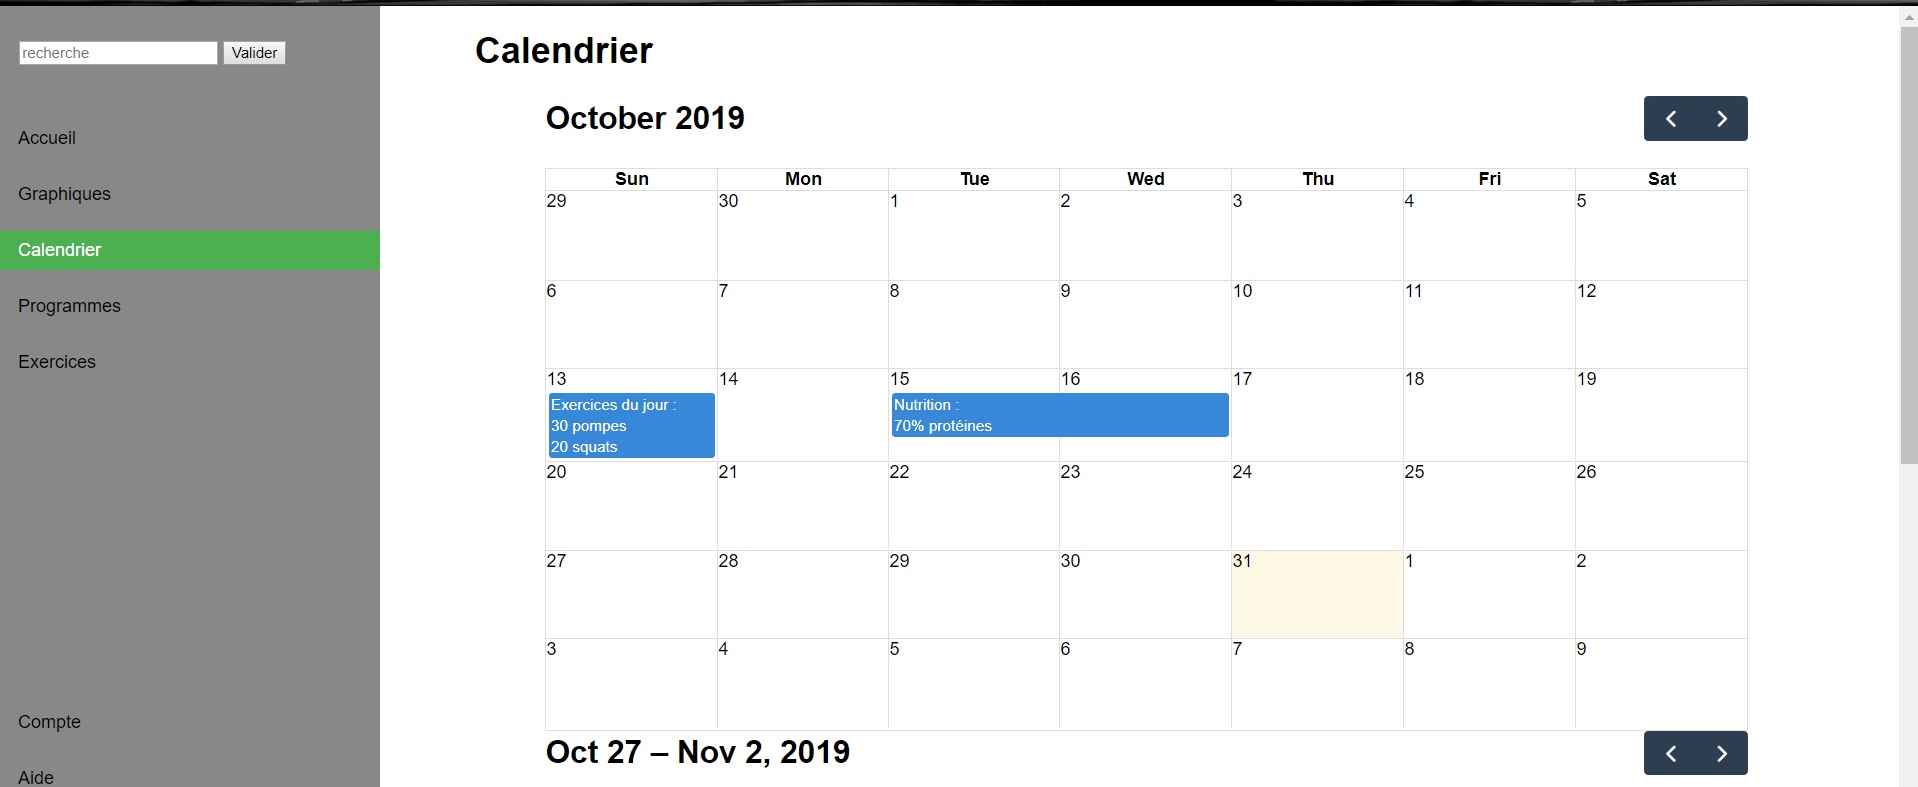 recherche Valider
Accueil
Graphiques
Calendrier
Programmes
Exercices
Compte
Aide
Calendrier
October 2019
Sun Mon Tue Wed Thu Fri Sat
29 30 1 2 3 4 5
6 7 8 9 10 11 12
13 14 15 16 17 18 19
Exercices du jour :
30 pompes
20 squats
Nutrition :
70% protéines
20 21 22 23 24 25 26
27 28 29 30 31 1 2
3 4 5 6 7 8 9
Oct 27 – Nov 2, 2019